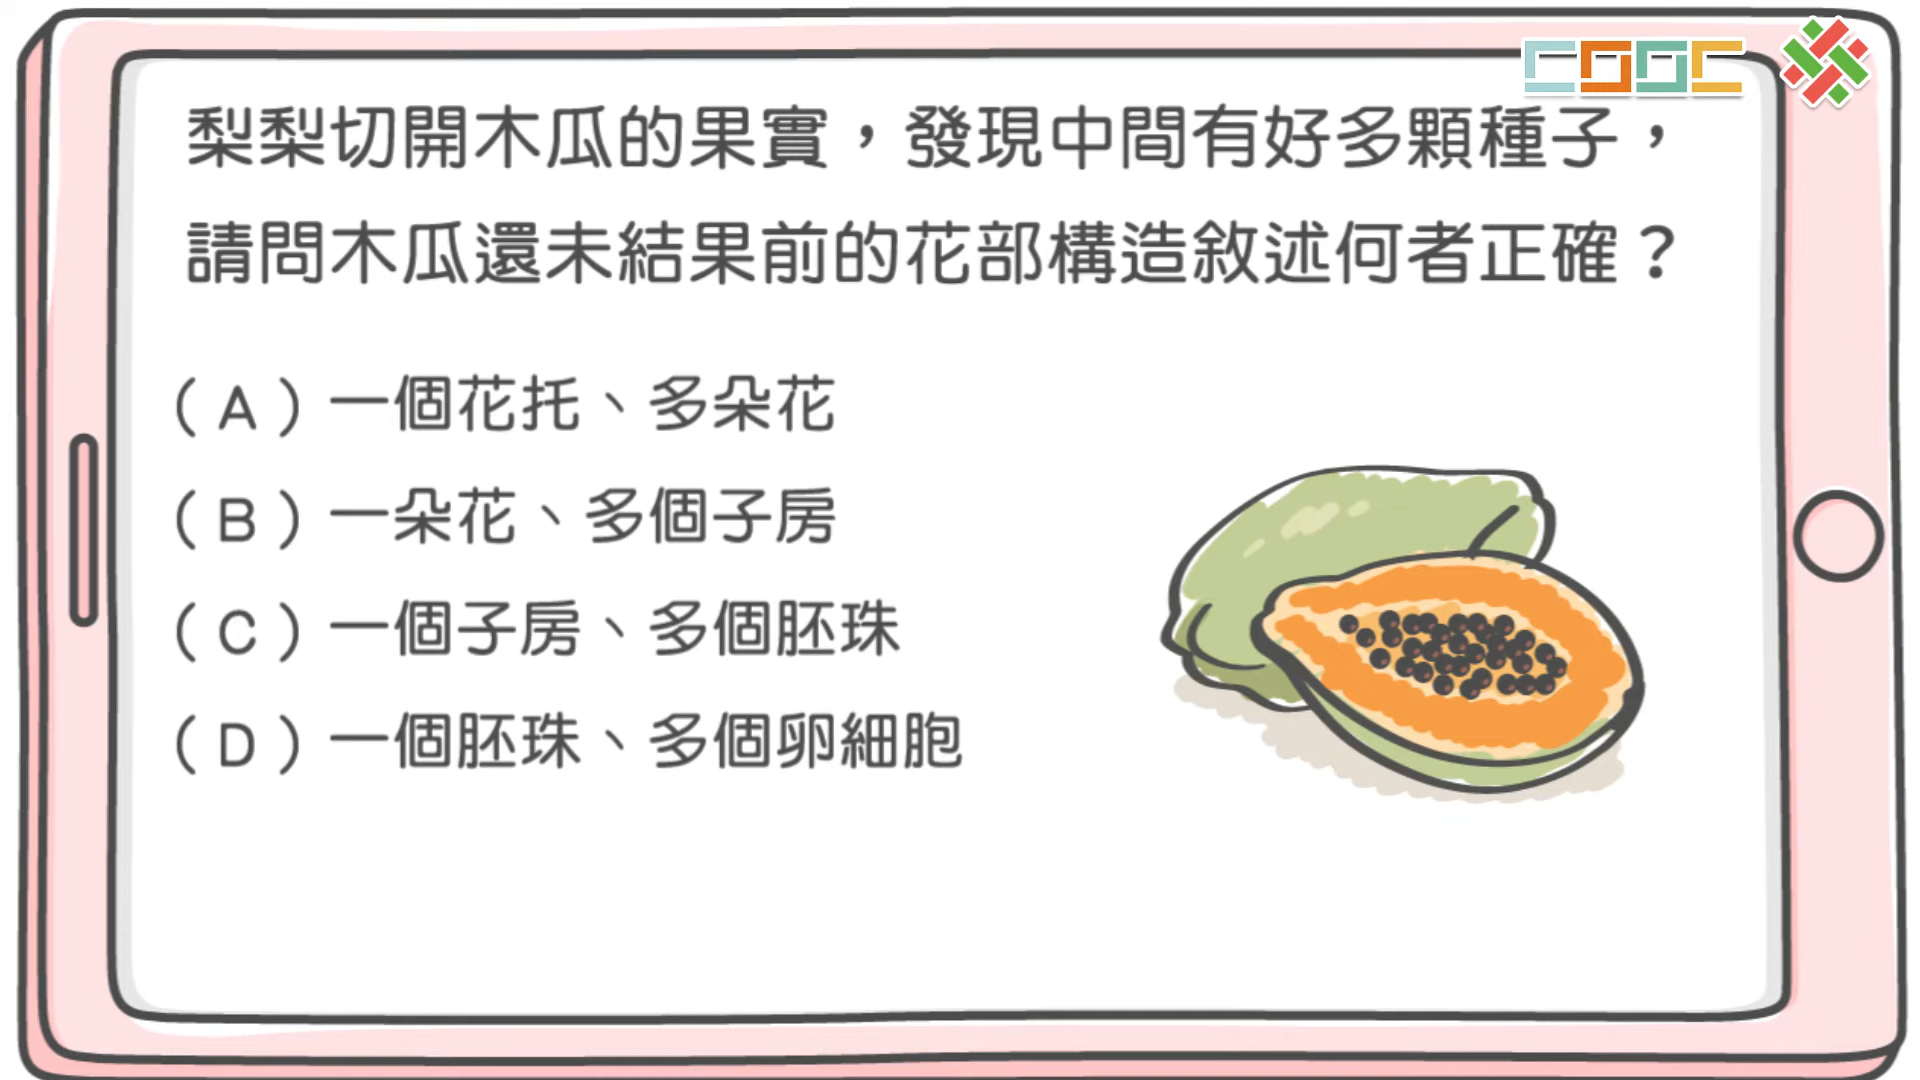 COOC
梨梨切開木瓜的果實，發現中間有好多顆種子，
請問木瓜還未結果前的花部構造敘述何者正確？
（A）一個花托、多朵花
（B）一朵花、多個子房
（C）一個子房、多個胚珠
（D）一個胚珠、多個卵細胞